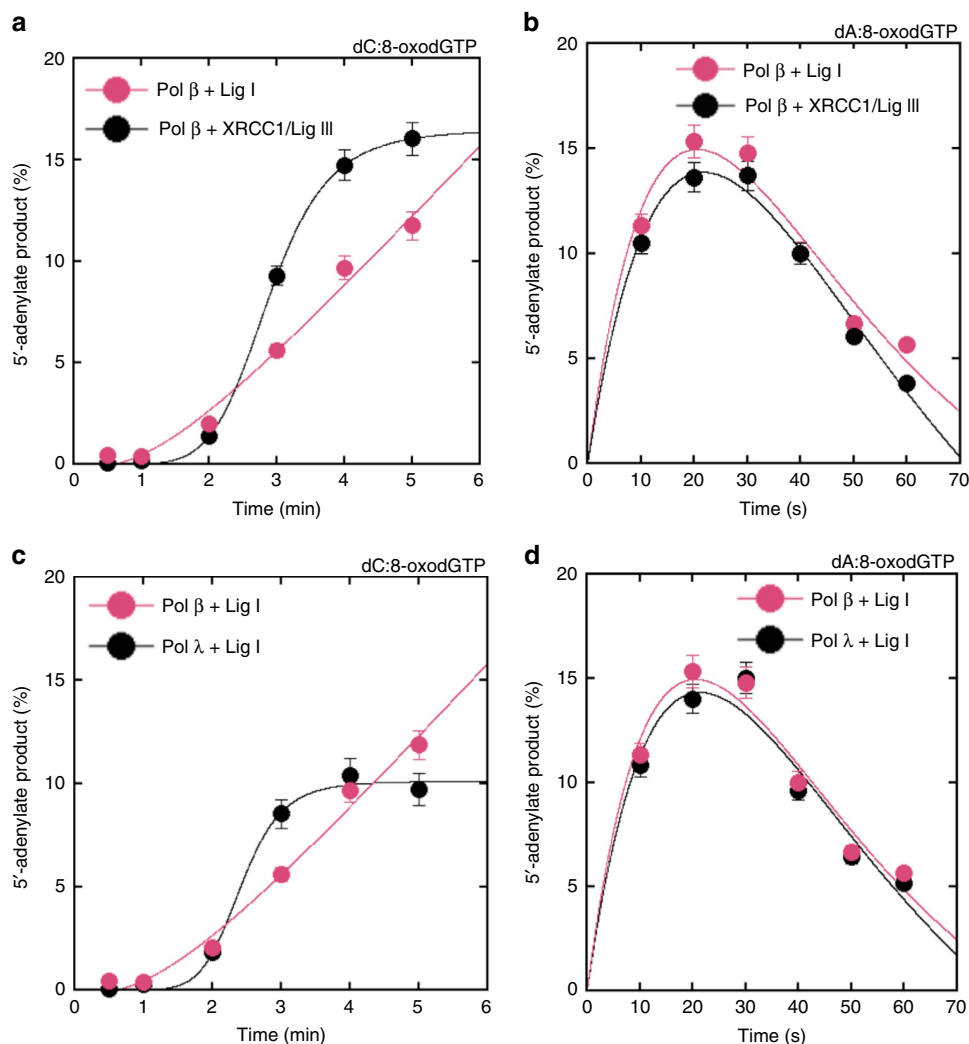 a
dC:8-oxodGTP
Pol β + Lig I
Pol β + XRCC1/Lig III
5′-adenylate product (%)
20
15
10
5
0
0 1 2 3 4 5 6
Time (min)
b
dA:8-oxodGTP
Pol β + Lig I
Pol β + XRCC1/Lig III
5′-adenylate product (%)
20
15
10
5
0
0 10 20 30 40 50 60 70
Time (s)
c
dC:8-oxodGTP
Pol β + Lig I
Pol λ + Lig I
5′-adenylate product (%)
20
15
10
5
0
0 1 2 3 4 5 6
Time (min)
d
dA:8-oxodGTP
Pol β + Lig I
Pol λ + Lig I
5′-adenylate product (%)
20
15
10
5
0
0 10 20 30 40 50 60 70
Time (s)